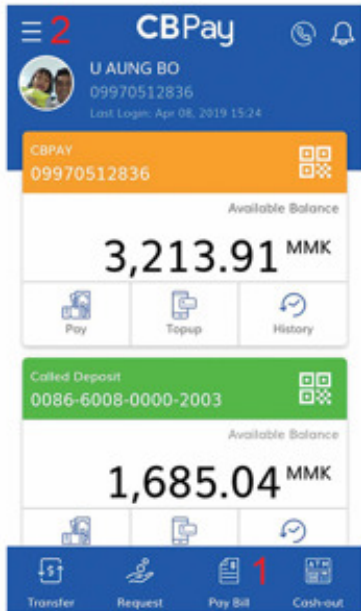 2 CBPay
U AUNG BO
09970512836
Last Login: Apr 08, 2019 15:24
CBPAY
09970512836
Available Balance
3,213.91 MMK
Pay Topup History
Called Deposit
0086-6008-0000-2003
Available Balance
1,685.04 MMK
1
Transfer Request Pay Bill Cash-out